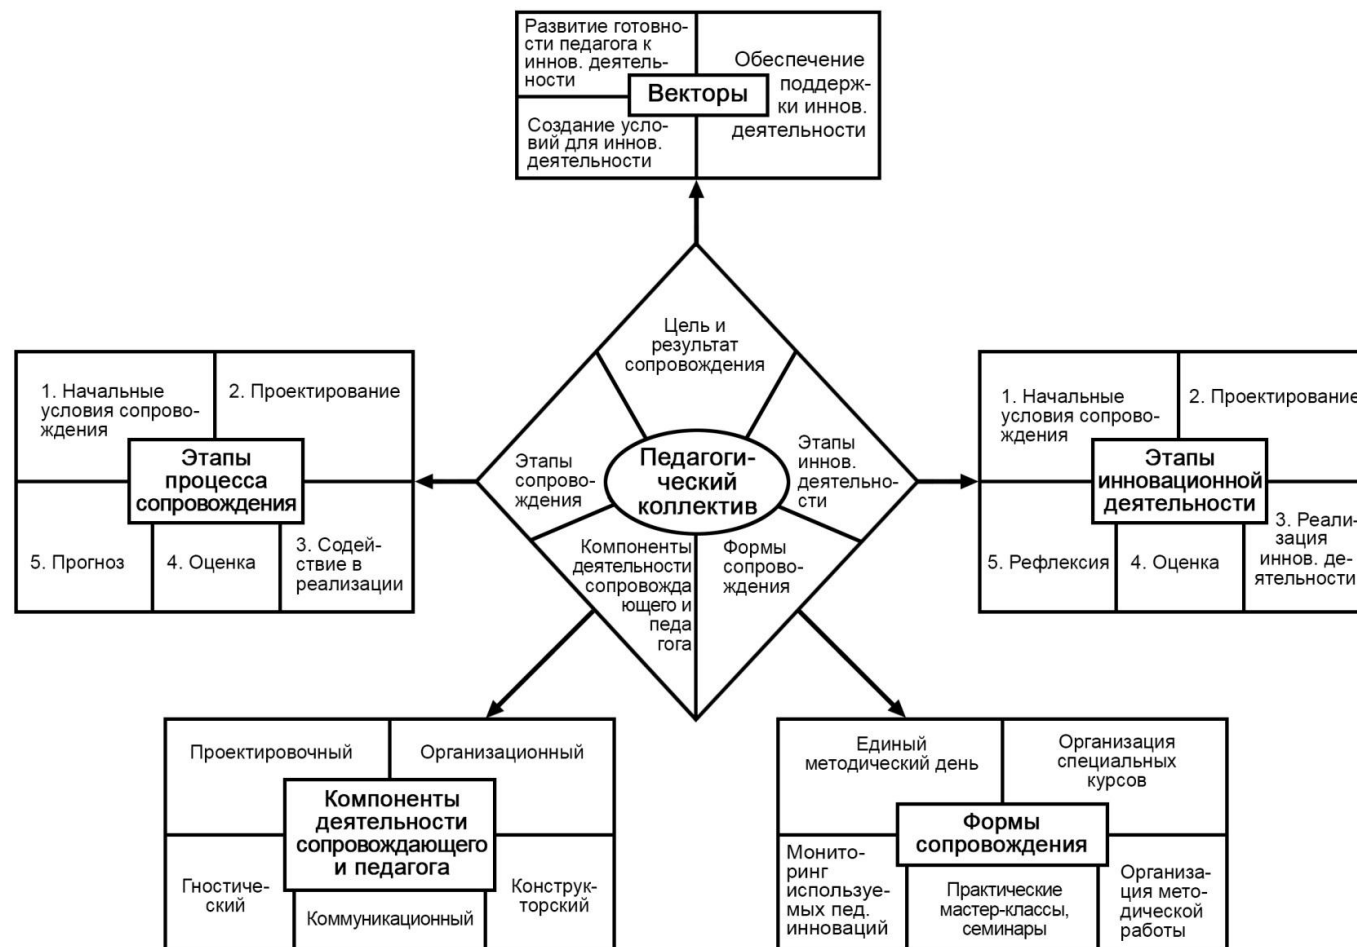 Развитие готовно-
сти педагога к
иннов. деятель-
ности
Обеспечение
поддерж-
ки иннов.
деятельности
Векторы
Создание усло-
вий для иннов.
деятельности
Цель и
результат
сопровождения
Этапы
сопрово-
ждения
Педагоги-
ческий
коллектив
Этапы
иннов.
деятельно-
сти
Компоненты
деятельности
сопровожда
ющего и
педа
гога
Формы
сопрово-
ждения
1. Начальные
условия сопрово-
ждения
2. Проектирование
Этапы
процесса
сопровождения
5. Прогноз
4. Оценка
3. Содей-
ствие в
реализации
1. Начальные
условия сопрово-
ждения
2. Проектирование
Этапы
инновационной
деятельности
5. Рефлексия
4. Оценка
3. Реали-
зация
иннов. де-
ятельности
Проектировочный
Организационный
Компоненты
деятельности
сопровождающего
и педагога
Гностиче-
ский
Коммуникационный
Конструк-
торский
Единый
методический день
Организация
специальных
курсов
Формы
сопровождения
Монито-
ринг
используе-
мых пед.
инноваций
Практические
мастер-классы,
семинары
Организа-
ция мето-
дической
работы